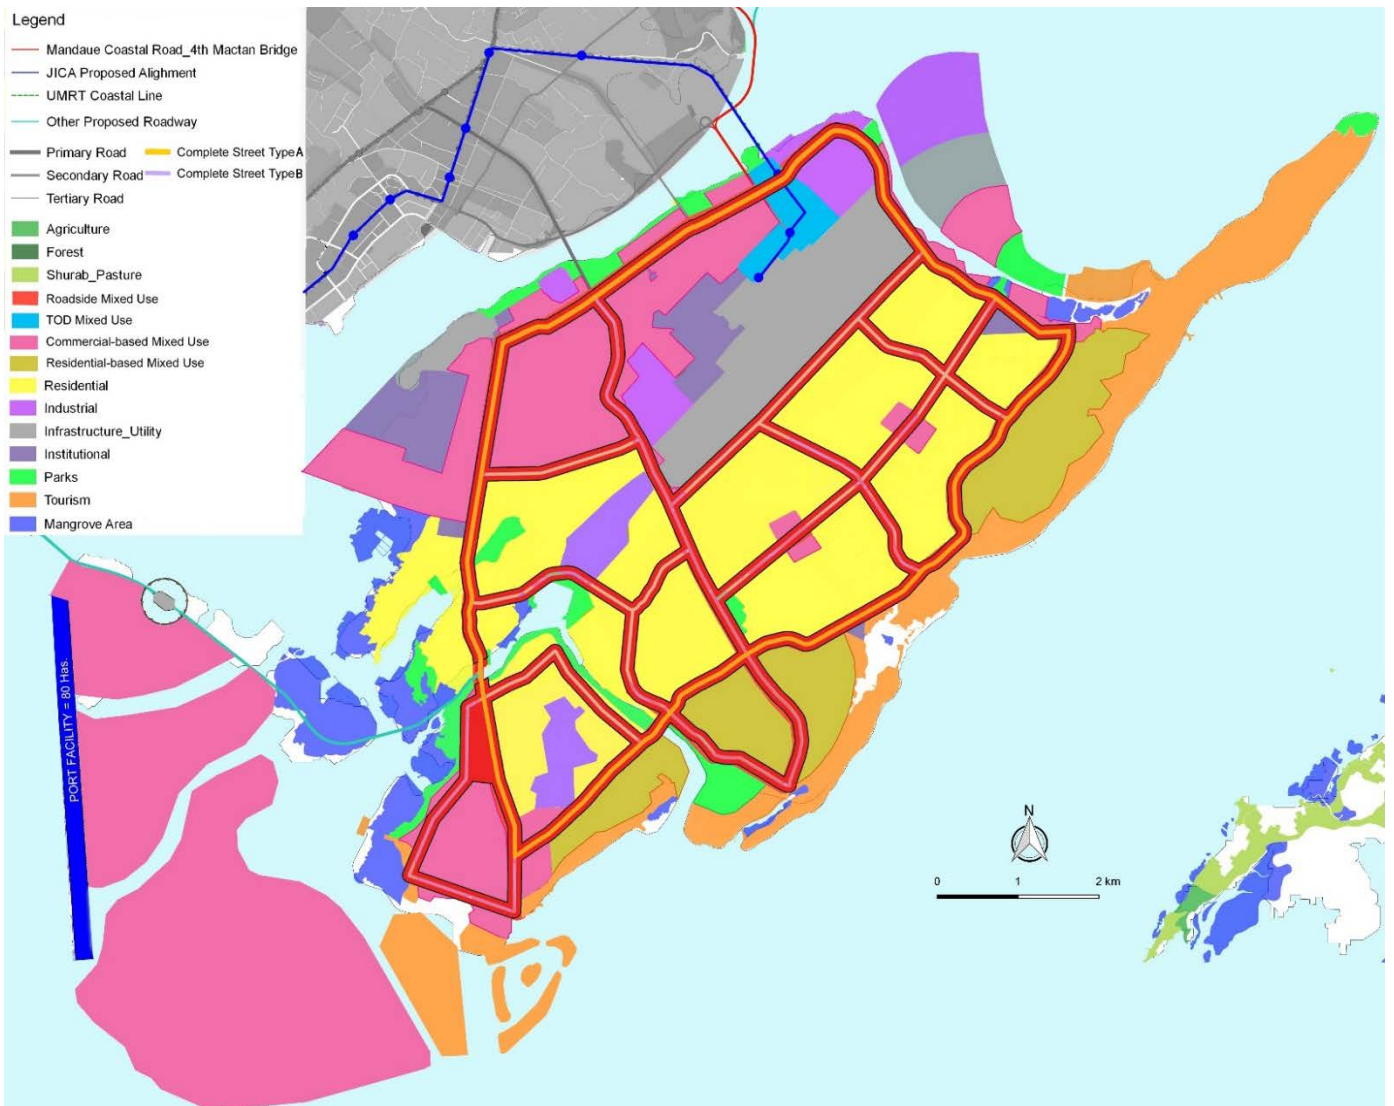 Legend
Mandaue Coastal Road_4th Mactan Bridge
JICA Proposed Alighment
UMRT Coastal Line
Other Proposed Roadway
Primary Road
Complete Street TypeA
Secondary Road
Complete Street TypeB
Tertiary Road
Agriculture
Forest
Shurab_Pasture
Roadside Mixed Use
TOD Mixed Use
Commercial-based Mixed Use
Residential-based Mixed Use
Residential
Industrial
Infrastructure_Utility
Institutional
Parks
Tourism
Mangrove Area
PORT FACILITY = 80 Has.
N
0 1 2 km